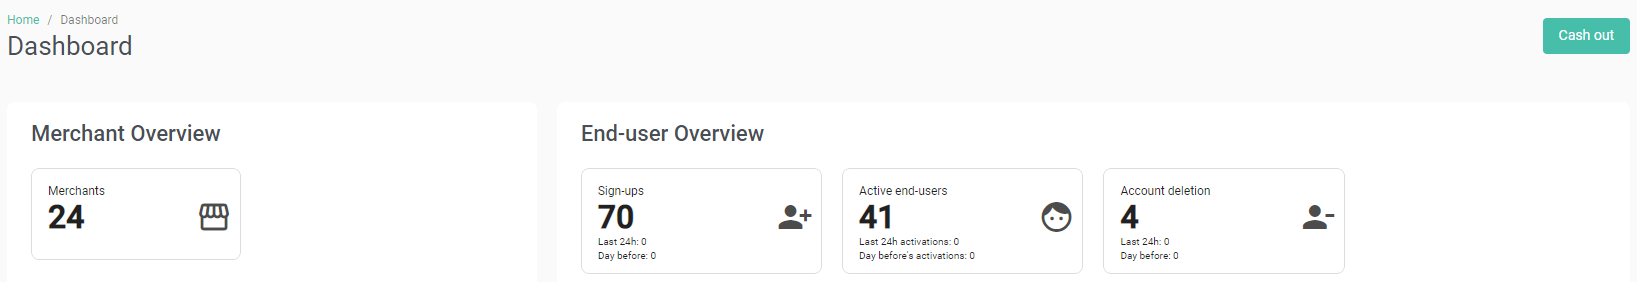 Home / Dashboard
Dashboard
Cash out
Merchant Overview
Merchants
24
End-user Overview
Sign-ups
70
Last 24h: 0
Day before: 0
Active end-users
41
Last 24h activations: 0
Day before's activations: 0
Account deletion
4
Last 24h: 0
Day before: 0